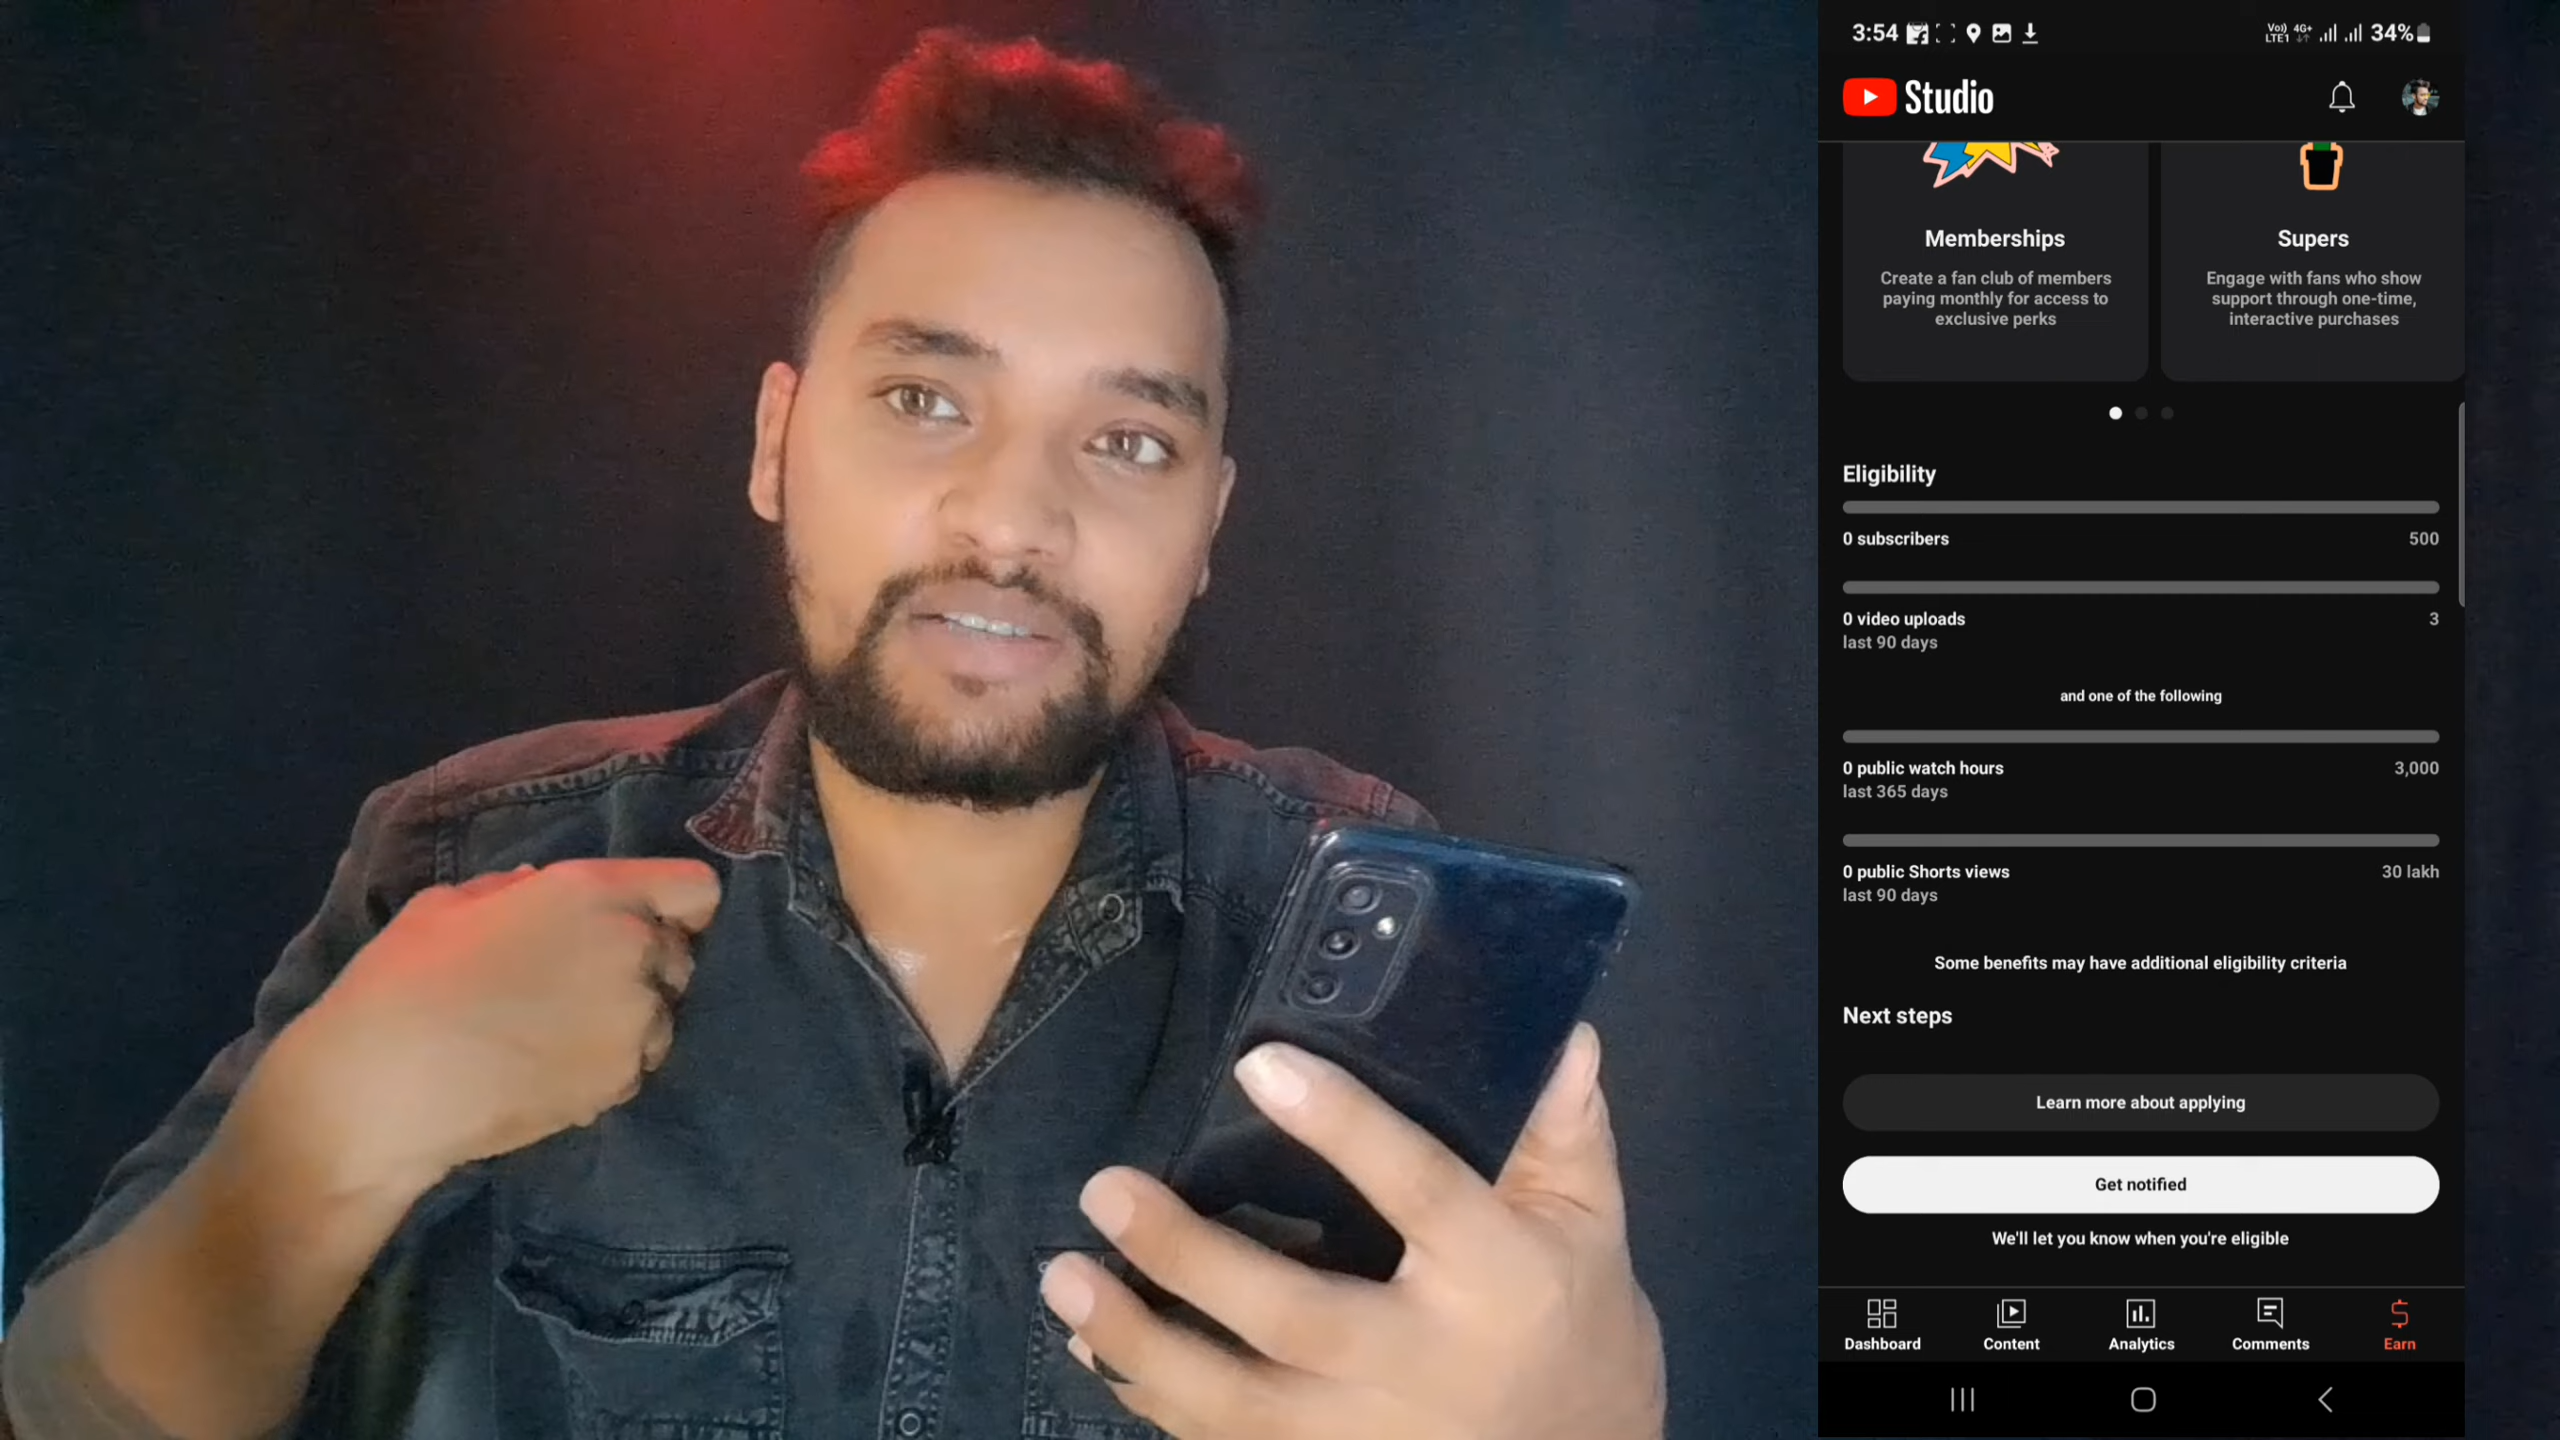 3:54
Vo)) 4G+ 34%
LTE1
Studio
Memberships
Create a fan club of members
paying monthly for access to
exclusive perks
Supers
Engage with fans who show
support through one-time,
interactive purchases
Eligibility
0 subscribers 500
0 video uploads 3
last 90 days
and one of the following
0 public watch hours 3,000
last 365 days
0 public Shorts views 30 lakh
last 90 days
Some benefits may have additional eligibility criteria
Next steps
Learn more about applying
Get notified
We'll let you know when you're eligible
Dashboard Content Analytics Comments Earn